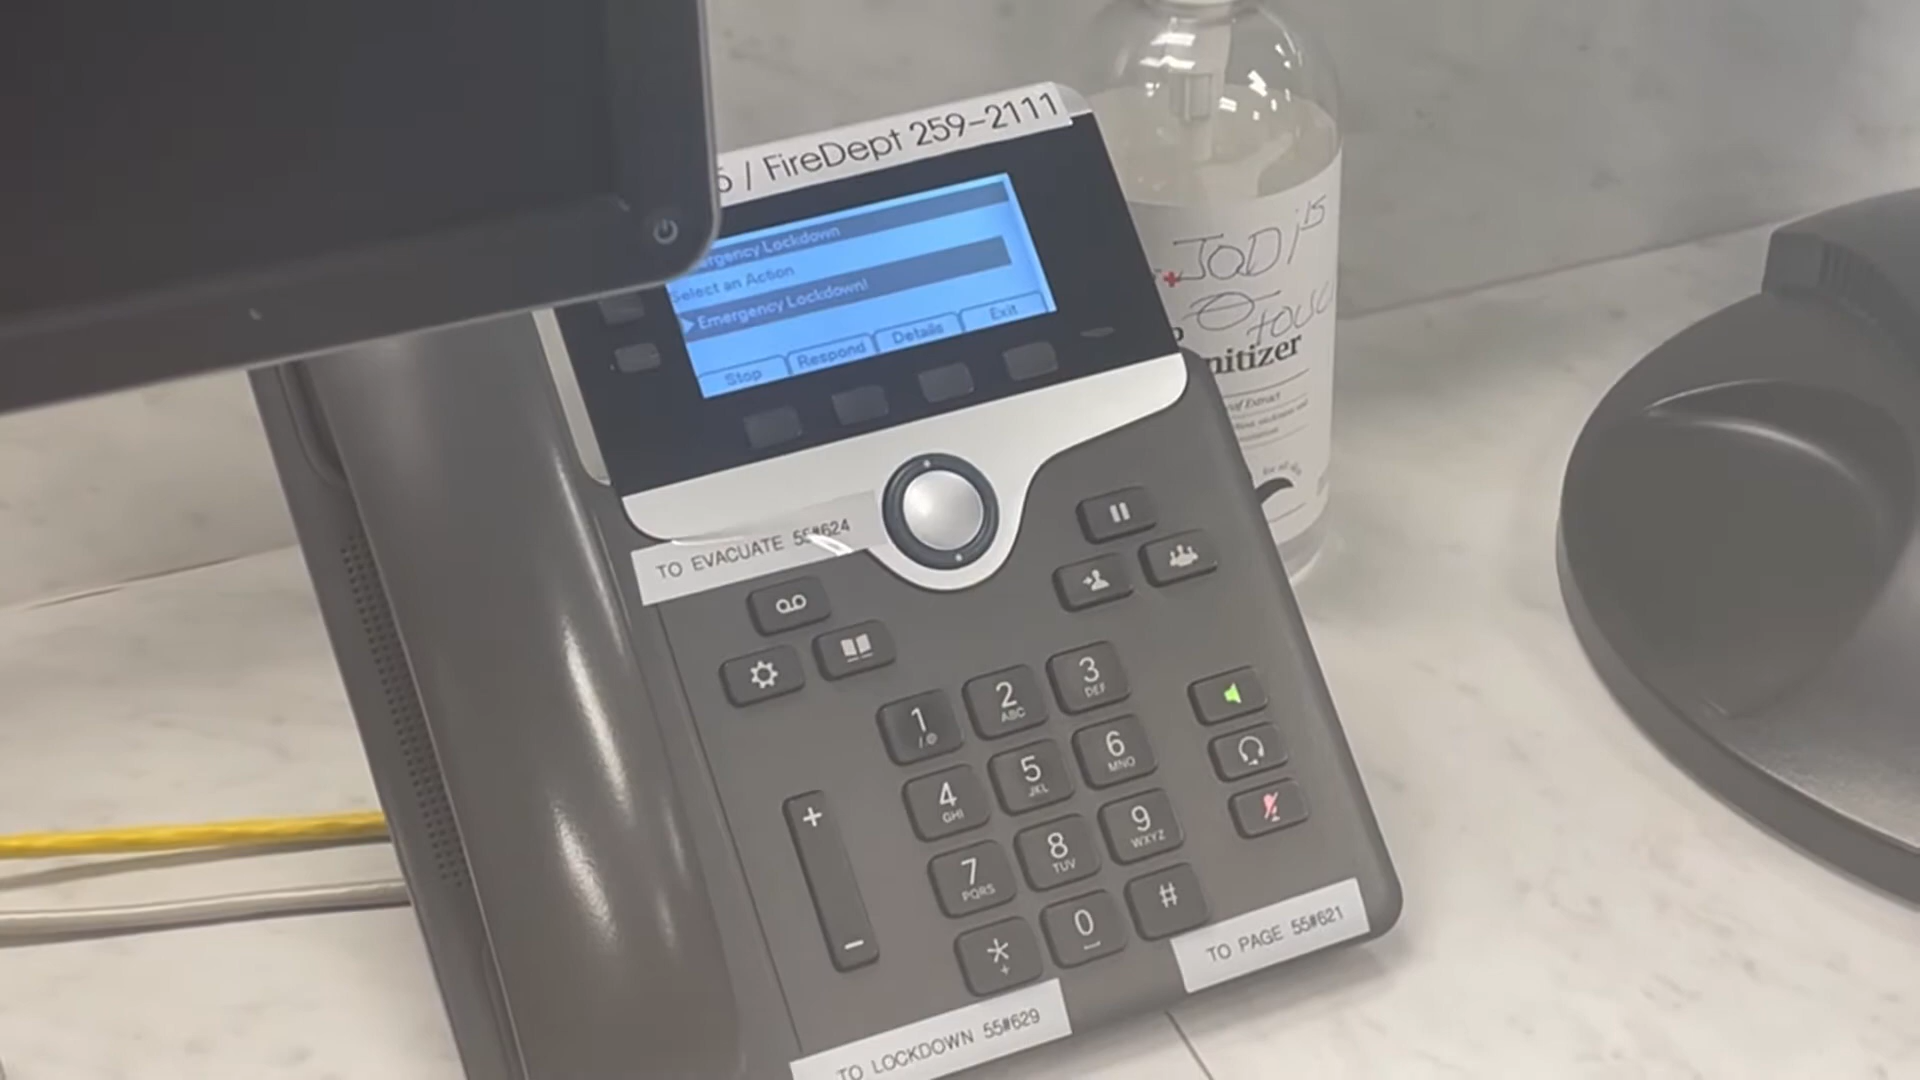 / FireDept 259-2111
rgency Lockdown
Select an Action
Emergency Lockdown!
Stop Respond Details Exit
JODi's
nitizer
TO EVACUATE 55#624
1
2 ABC
3 DEF
4 GHI
5 JKL
6 MNO
7 PQRS
8 TUV
9 WXYZ
*
+
0
#
+
-
TO PAGE 55#621
TO LOCKDOWN 55#629